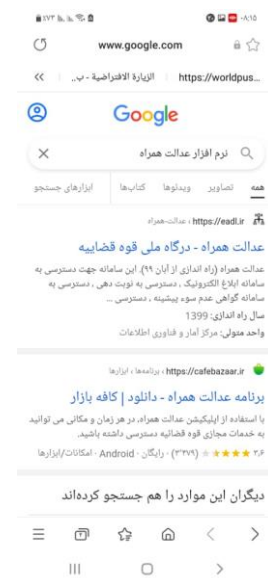 www.google.com
الزيارة الافتراضية - ب..
https://worldpus...
Google
نرم افزار عدالت همراه
همه تصاویر ویدئوها کتاب‌ها ابزارهای جستجو
https://eadl.ir › عدالت-همراه
عدالت همراه - درگاه ملی قوه قضاییه
عدالت همراه (راه اندازی از آبان ۹۹). این سامانه جهت دسترسی به
سامانه ابلاغ الکترونیک ، دسترسی به نوبت دهی ، دسترسی به
سامانه گواهی عدم سوء پیشینه ، دسترسی ...
سال راه اندازی: 1399
واحد متولی: مرکز آمار و فناوری اطلاعات
https://cafebazaar.ir › برنامه‌ها › ابزارها
برنامه عدالت همراه - دانلود | کافه بازار
با استفاده از اپلیکیشن عدالت همراه، در هر زمان و مکانی می توانید
به خدمات مجازی قوه قضائیه دسترسی داشته باشید.
۳٫۶ (۳٬۳۷۹) - رایگان - Android - امکانات/ابزارها
دیگران این موارد را هم جستجو کرده‌اند